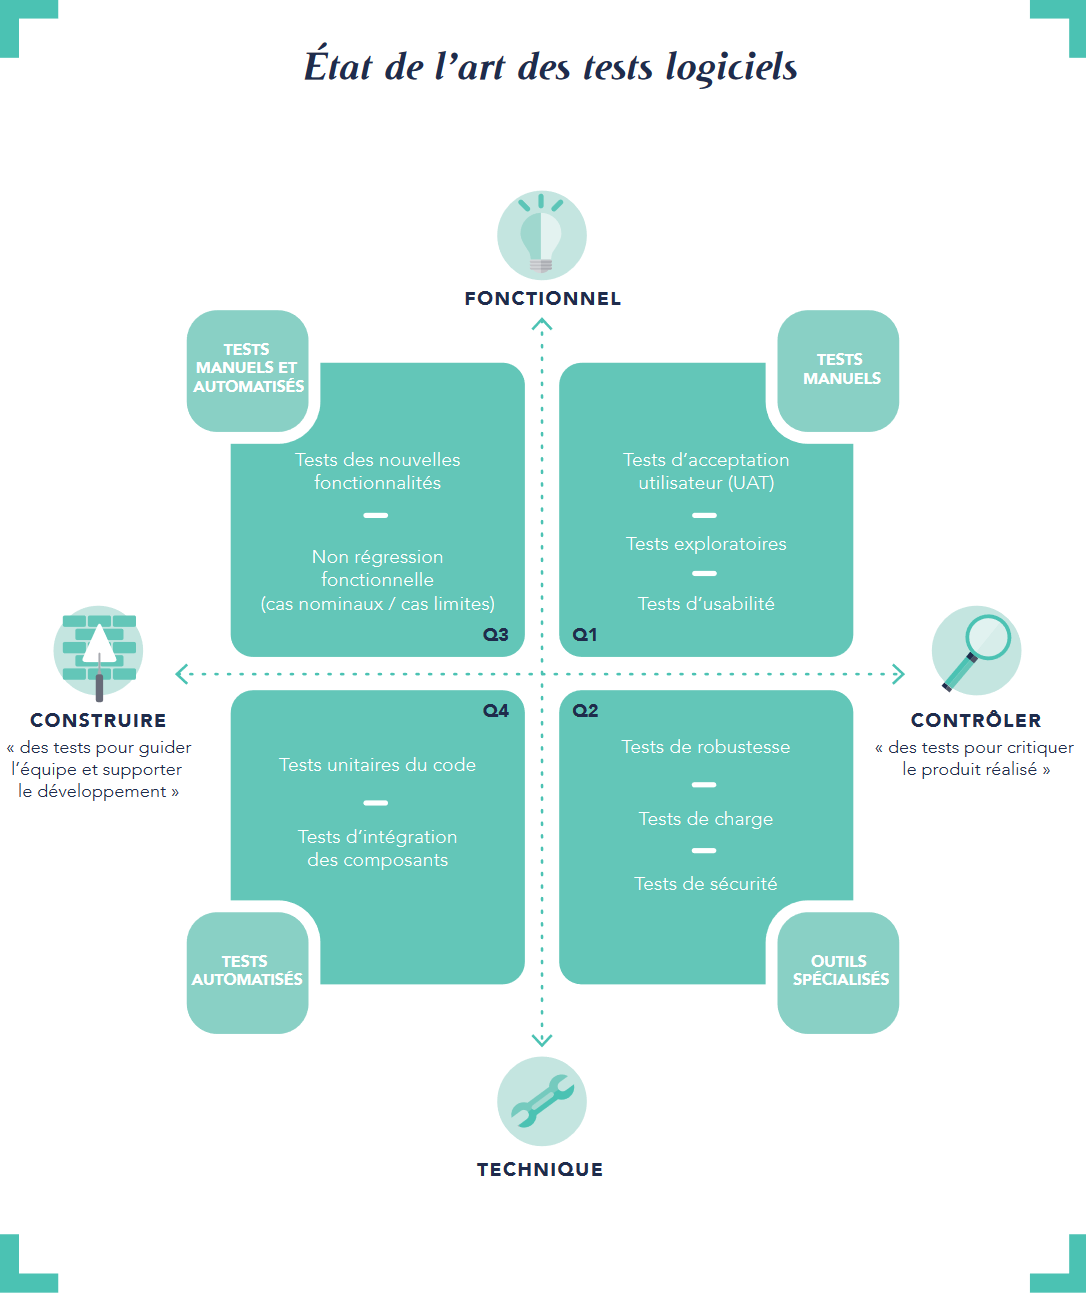 État de l’art des tests logiciels
FONCTIONNEL
TESTS
MANUELS ET
AUTOMATISÉS
Tests des nouvelles
fonctionnalités
Non régression
fonctionnelle
(cas nominaux / cas limites)
Q3
TESTS
MANUELS
Tests d’acceptation
utilisateur (UAT)
Tests exploratoires
Tests d’usabilité
Q1
CONSTRUIRE
« des tests pour guider
l’équipe et supporter
le développement »
CONTRÔLER
« des tests pour critiquer
le produit réalisé »
Q4
Tests unitaires du code
Tests d’intégration
des composants
TESTS
AUTOMATISÉS
Q2
Tests de robustesse
Tests de charge
Tests de sécurité
OUTILS
SPÉCIALISÉS
TECHNIQUE